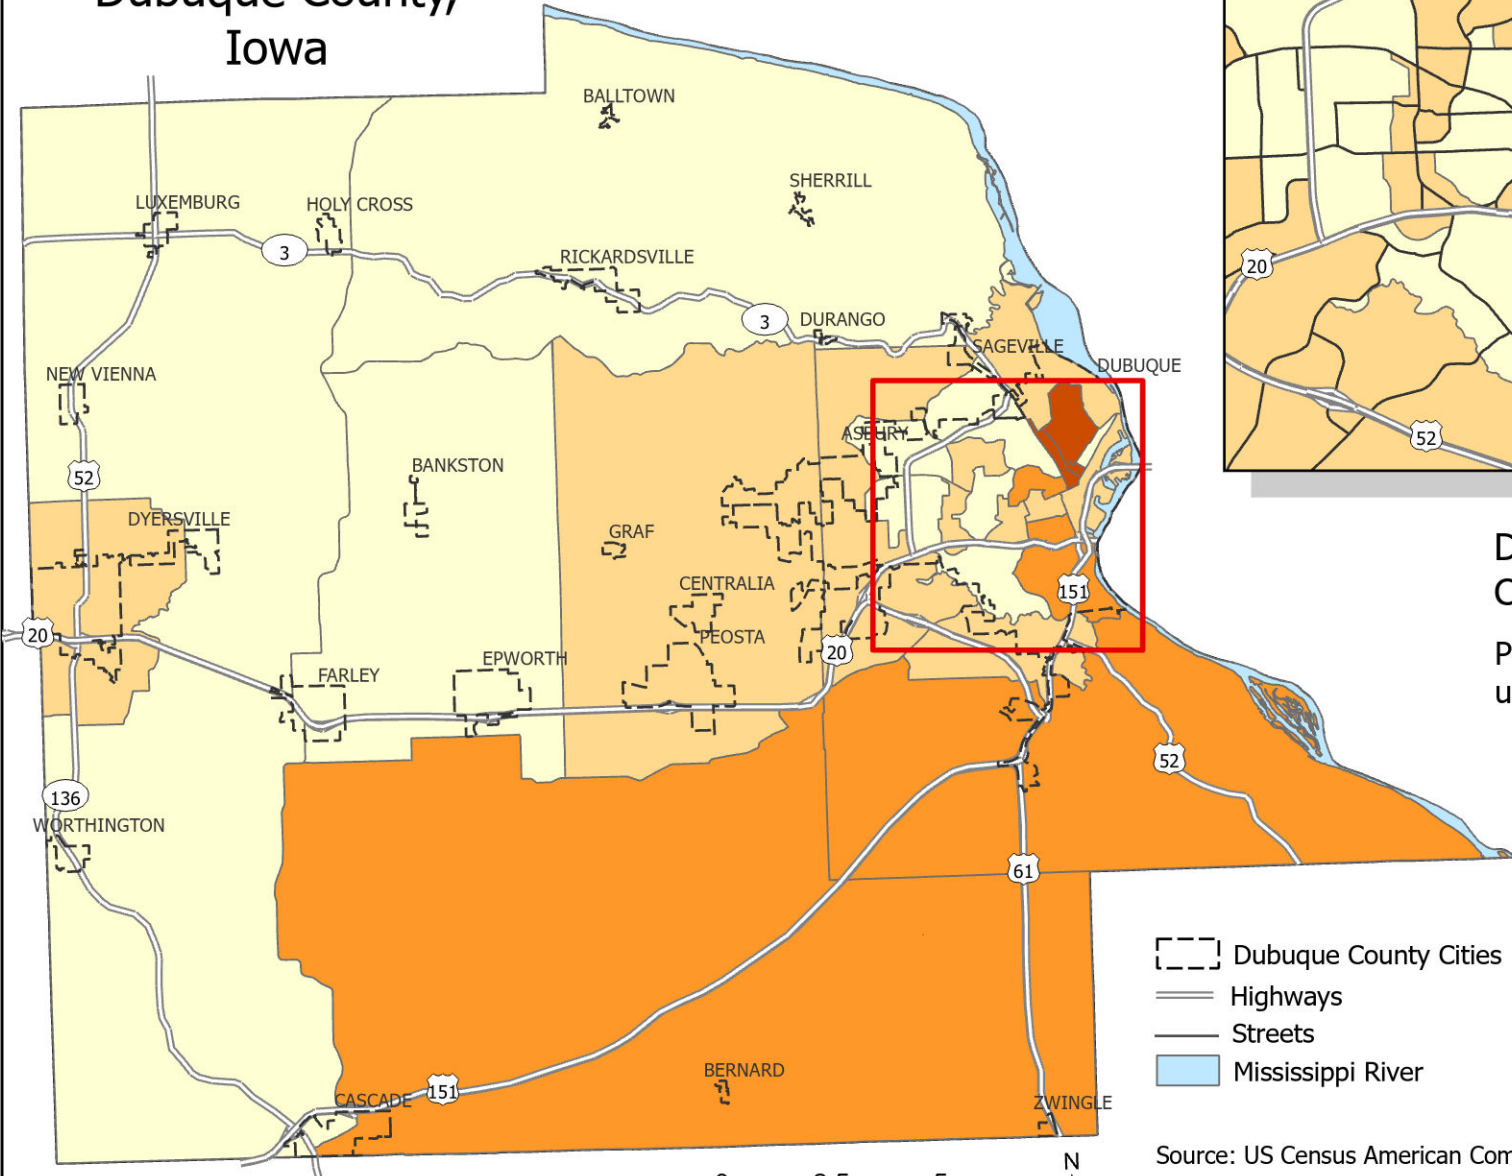 Dubuque County,
Iowa
BALLTOWN
SHERRILL
LUXEMBURG
HOLY CROSS
3
RICKARDSVILLE
20
3
DURANGO
SAGEVILLE
DUBUQUE
NEW VIENNA
ASBURY
52
BANKSTON
52
DYERSVILLE
GRAF
CENTRALIA
151
20
PEOSTA
20
EPWORTH
FARLEY
52
136
WORTHINGTON
61
Dubuque County Cities
Highways
Streets
Mississippi River
BERNARD
151
CASCADE
ZWINGLE
N
Source: US Census American